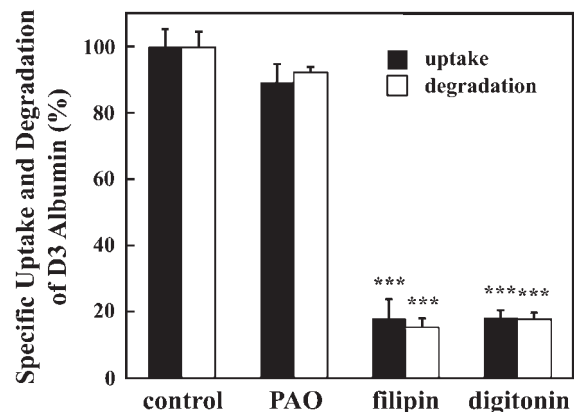 Specific Uptake and Degradation
of D3 Albumin (%)
100
80
60
40
20
0
uptake
degradation
***
***
***
***
control PAO filipin digitonin